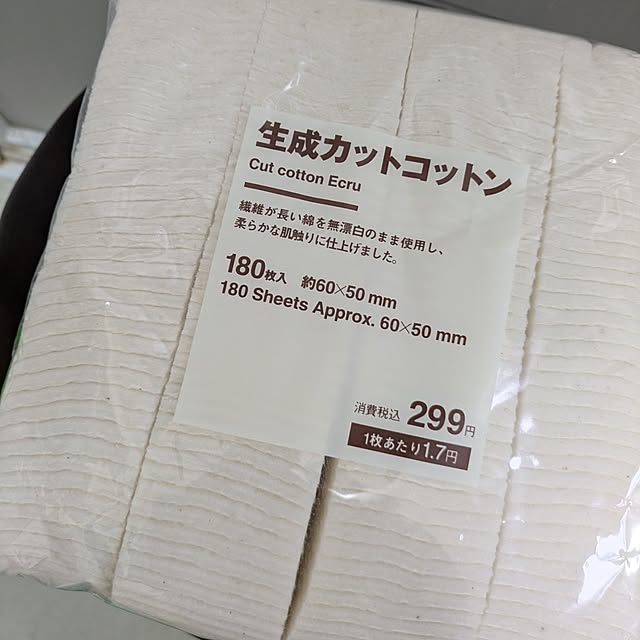 生成カットコットン
Cut cotton Ecru
繊維が長い綿を無漂白のまま使用し、
柔らかな肌触りに仕上げました。
180枚入 約60×50mm
180 Sheets Approx. 60×50 mm
消費税込 299円
1枚あたり1.7円